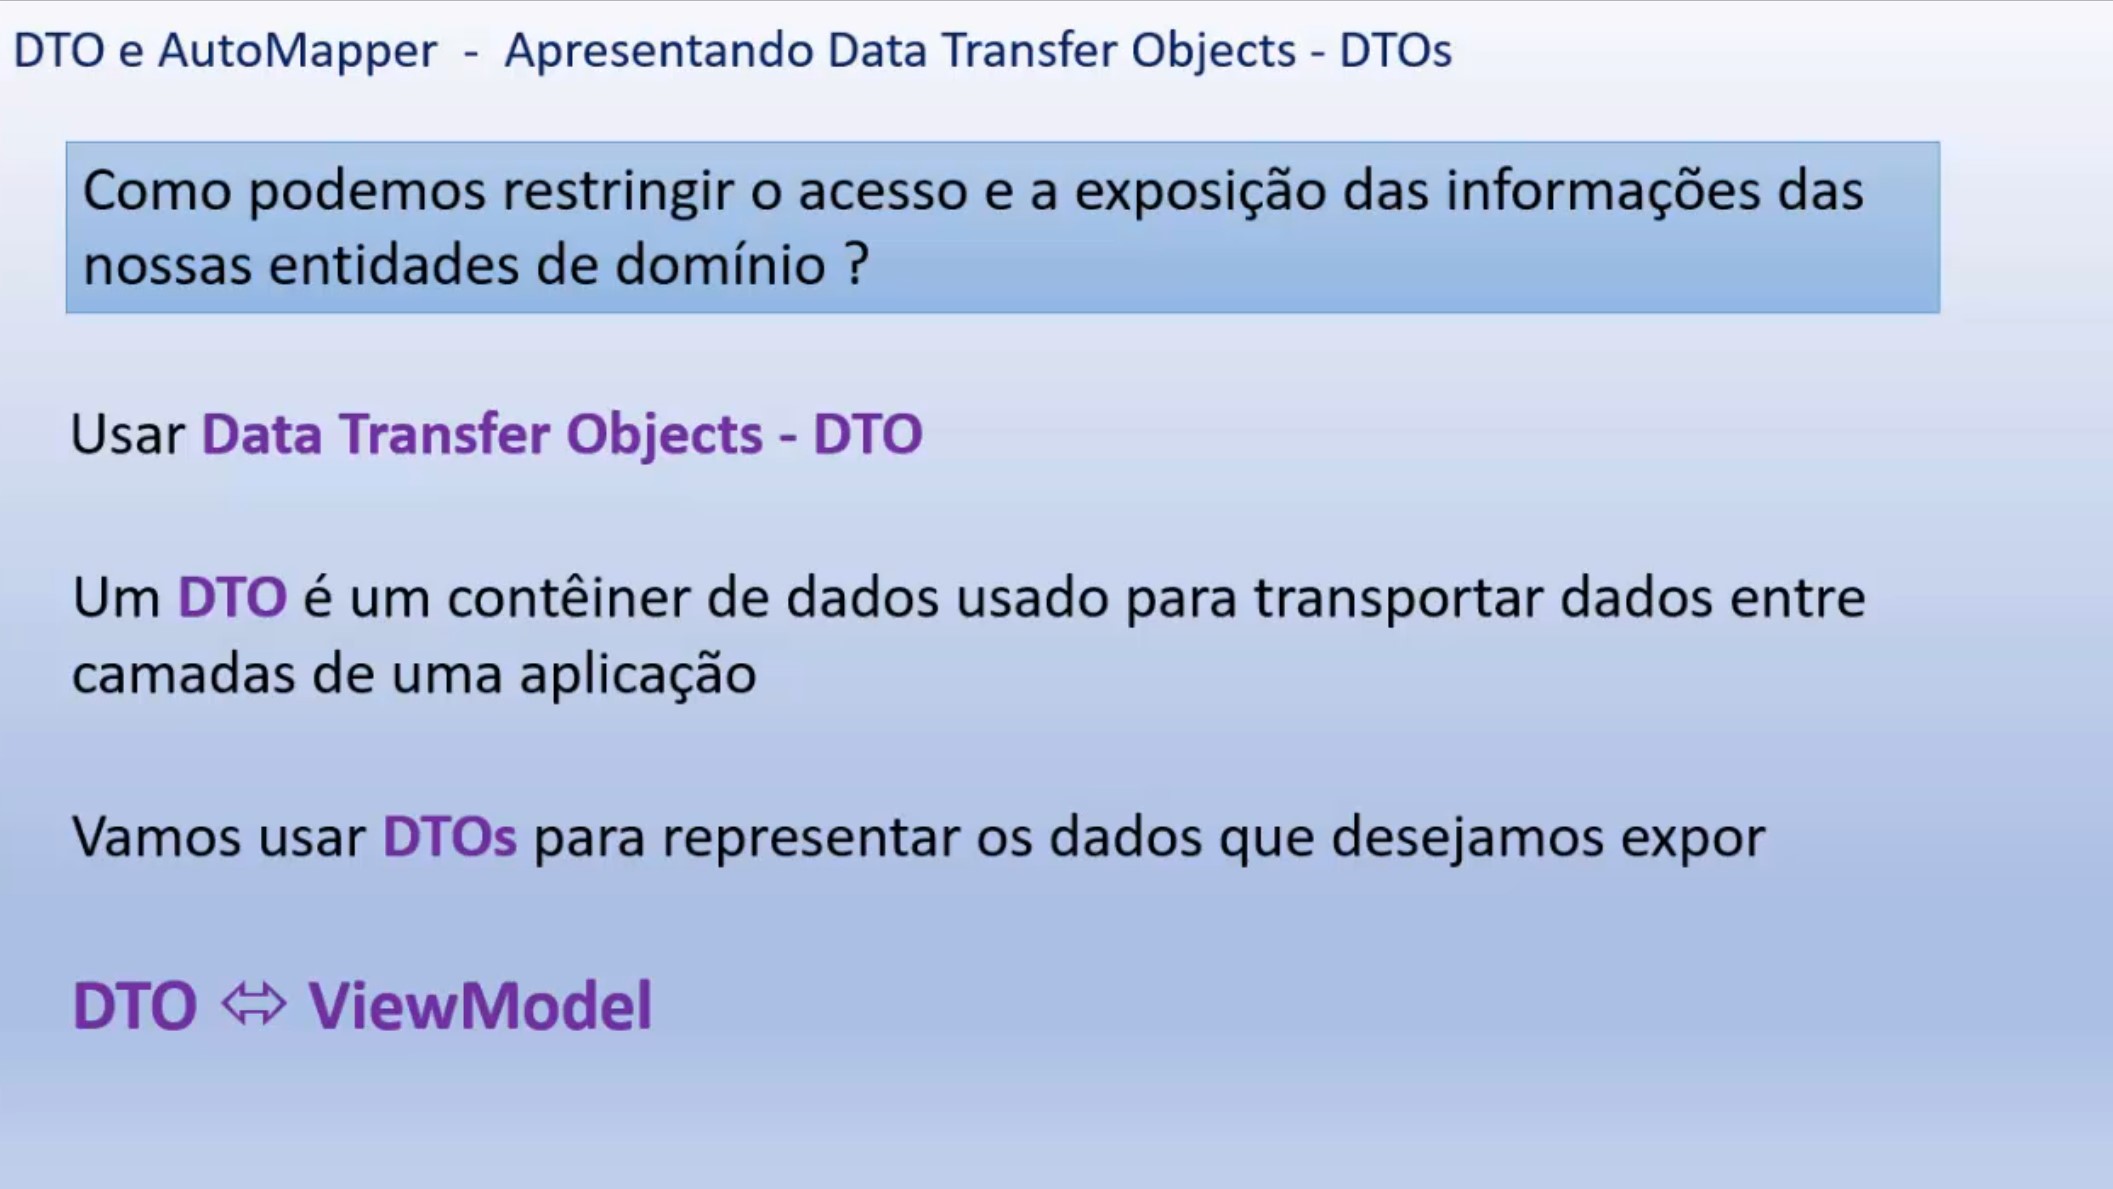 DTO e AutoMapper - Apresentando Data Transfer Objects - DTOs
Como podemos restringir o acesso e a exposição das informações das
nossas entidades de domínio ?
Usar Data Transfer Objects - DTO
Um DTO é um contêiner de dados usado para transportar dados entre
camadas de uma aplicação
Vamos usar DTOs para representar os dados que desejamos expor
DTO ⬄ ViewModel